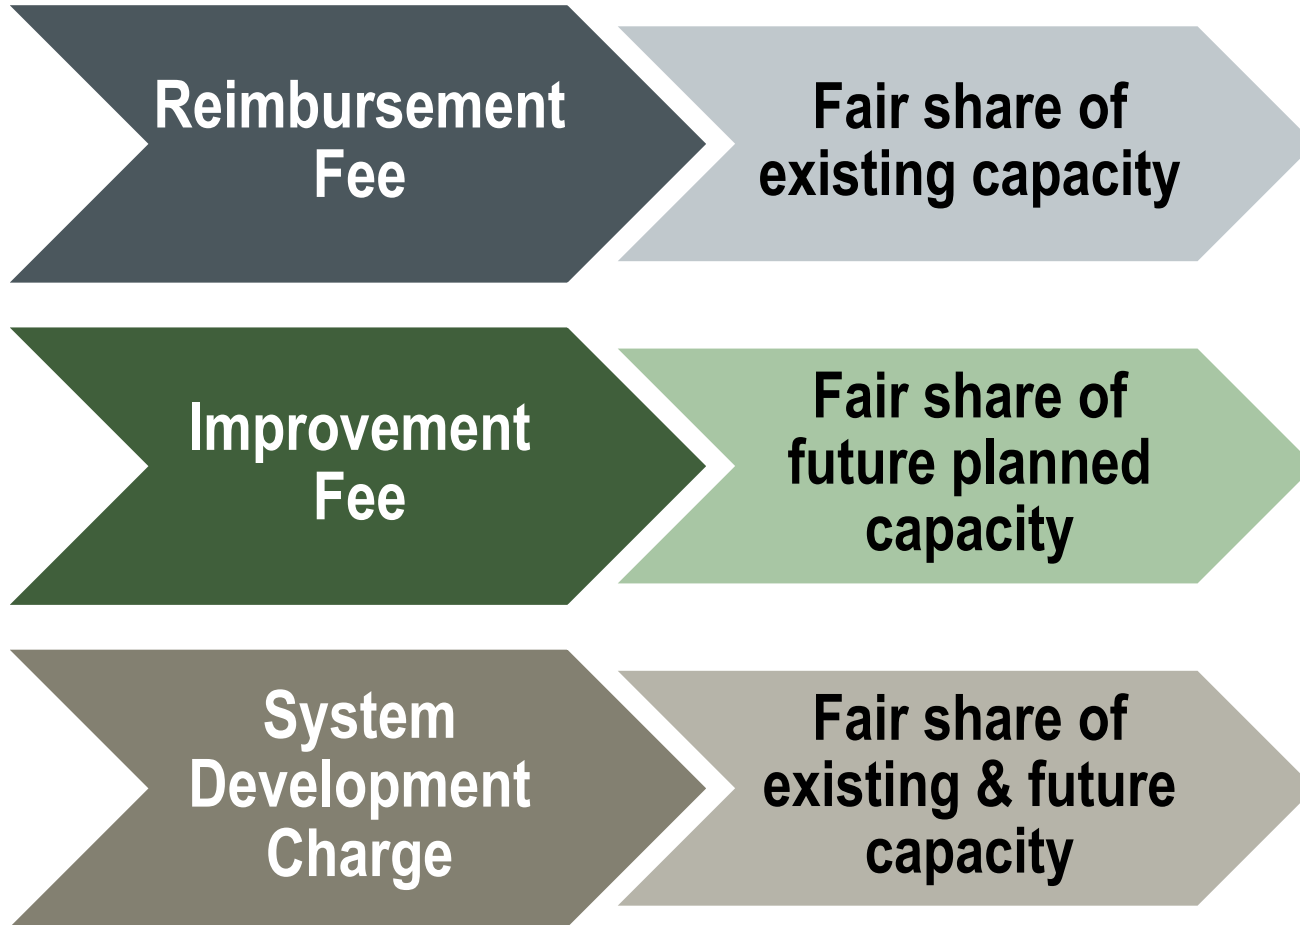 Reimbursement
Fee
Fair share of
existing capacity
Improvement
Fee
Fair share of
future planned
capacity
System
Development
Charge
Fair share of
existing & future
capacity